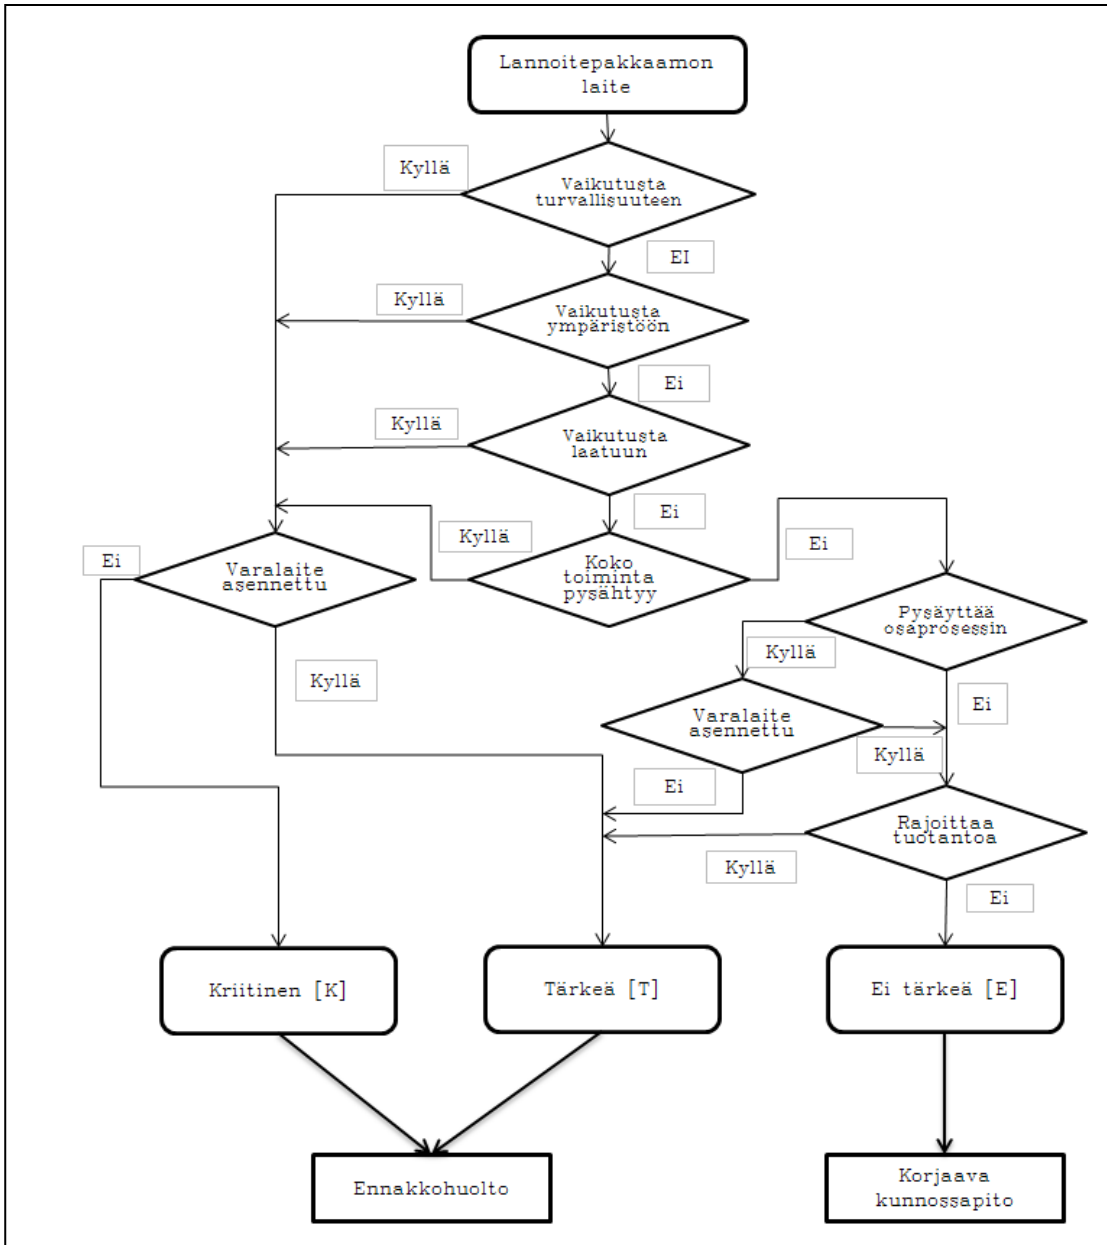 Lannoitepakkaamon
laite
Kyllä
Vaikutusta
turvallisuuteen
EI
Kyllä
Vaikutusta
ympäristöön
Ei
Kyllä
Vaikutusta
laatuun
Ei
Ei
Kyllä
Ei
Varalaite
asennettu
Koko
toiminta
pysähtyy
Pysäyttää
osaprosessin
Kyllä
Kyllä
Ei
Varalaite
asennettu
Kyllä
Ei
Rajoittaa
tuotantoa
Kyllä
Ei
Kriitinen [K]
Tärkeä [T]
Ei tärkeä [E]
Ennakkohuolto
Korjaava
kunnossapito